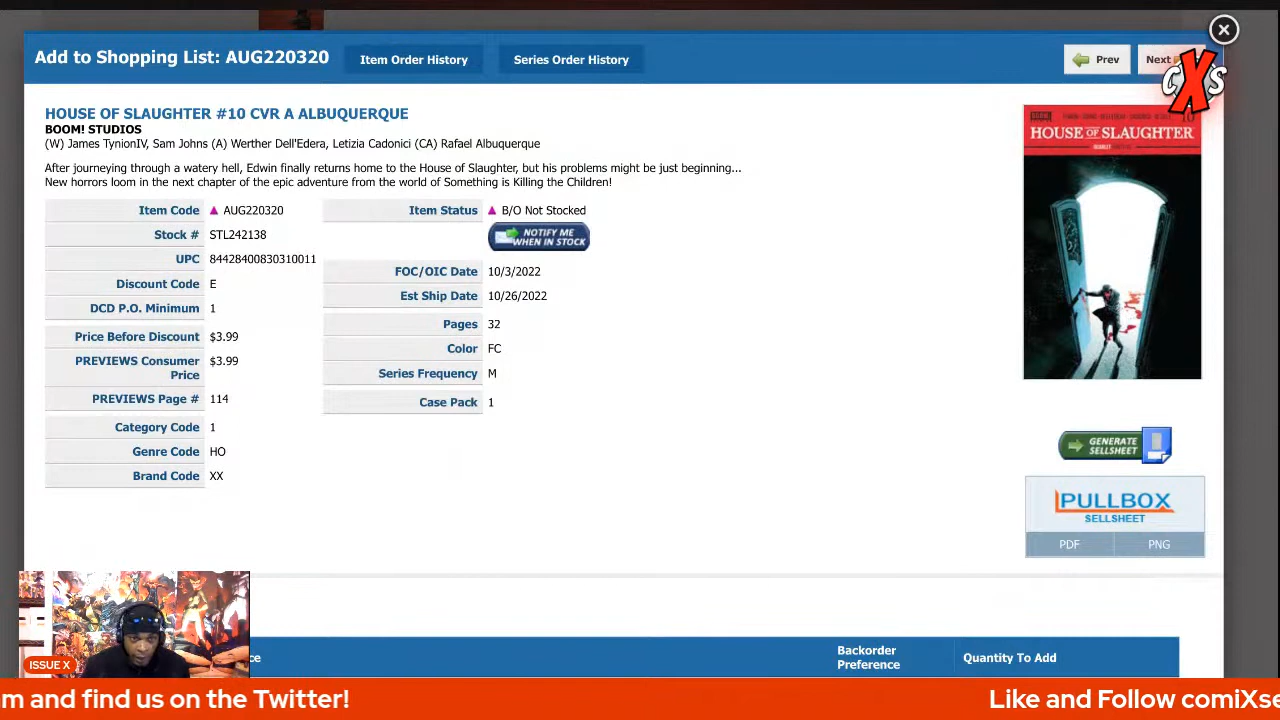 Add to Shopping List: AUG220320
Item Order History
Series Order History
Prev
Next
CXS
HOUSE OF SLAUGHTER #10 CVR A ALBUQUERQUE
BOOM! STUDIOS
(W) James TynionIV, Sam Johns (A) Werther Dell'Edera, Letizia Cadonici (CA) Rafael Albuquerque
After journeying through a watery hell, Edwin finally returns home to the House of Slaughter, but his problems might be just beginning...
New horrors loom in the next chapter of the epic adventure from the world of Something is Killing the Children!
Item Code AUG220320
Stock # STL242138
UPC 84428400830310011
Discount Code E
DCD P.O. Minimum 1
Price Before Discount $3.99
PREVIEWS Consumer $3.99
Price
PREVIEWS Page # 114
Category Code 1
Genre Code HO
Brand Code XX
Item Status B/O Not Stocked
NOTIFY ME
WHEN IN STOCK
FOC/OIC Date 10/3/2022
Est Ship Date 10/26/2022
Pages 32
Color FC
Series Frequency M
Case Pack 1
HOUSE OF SLAUGHTER
GENERATE
SELLSHEET
PULLBOX
SELLSHEET
PDF
PNG
ISSUE X
ce
Backorder
Preference
Quantity To Add
m and find us on the Twitter!
Like and Follow comiXse